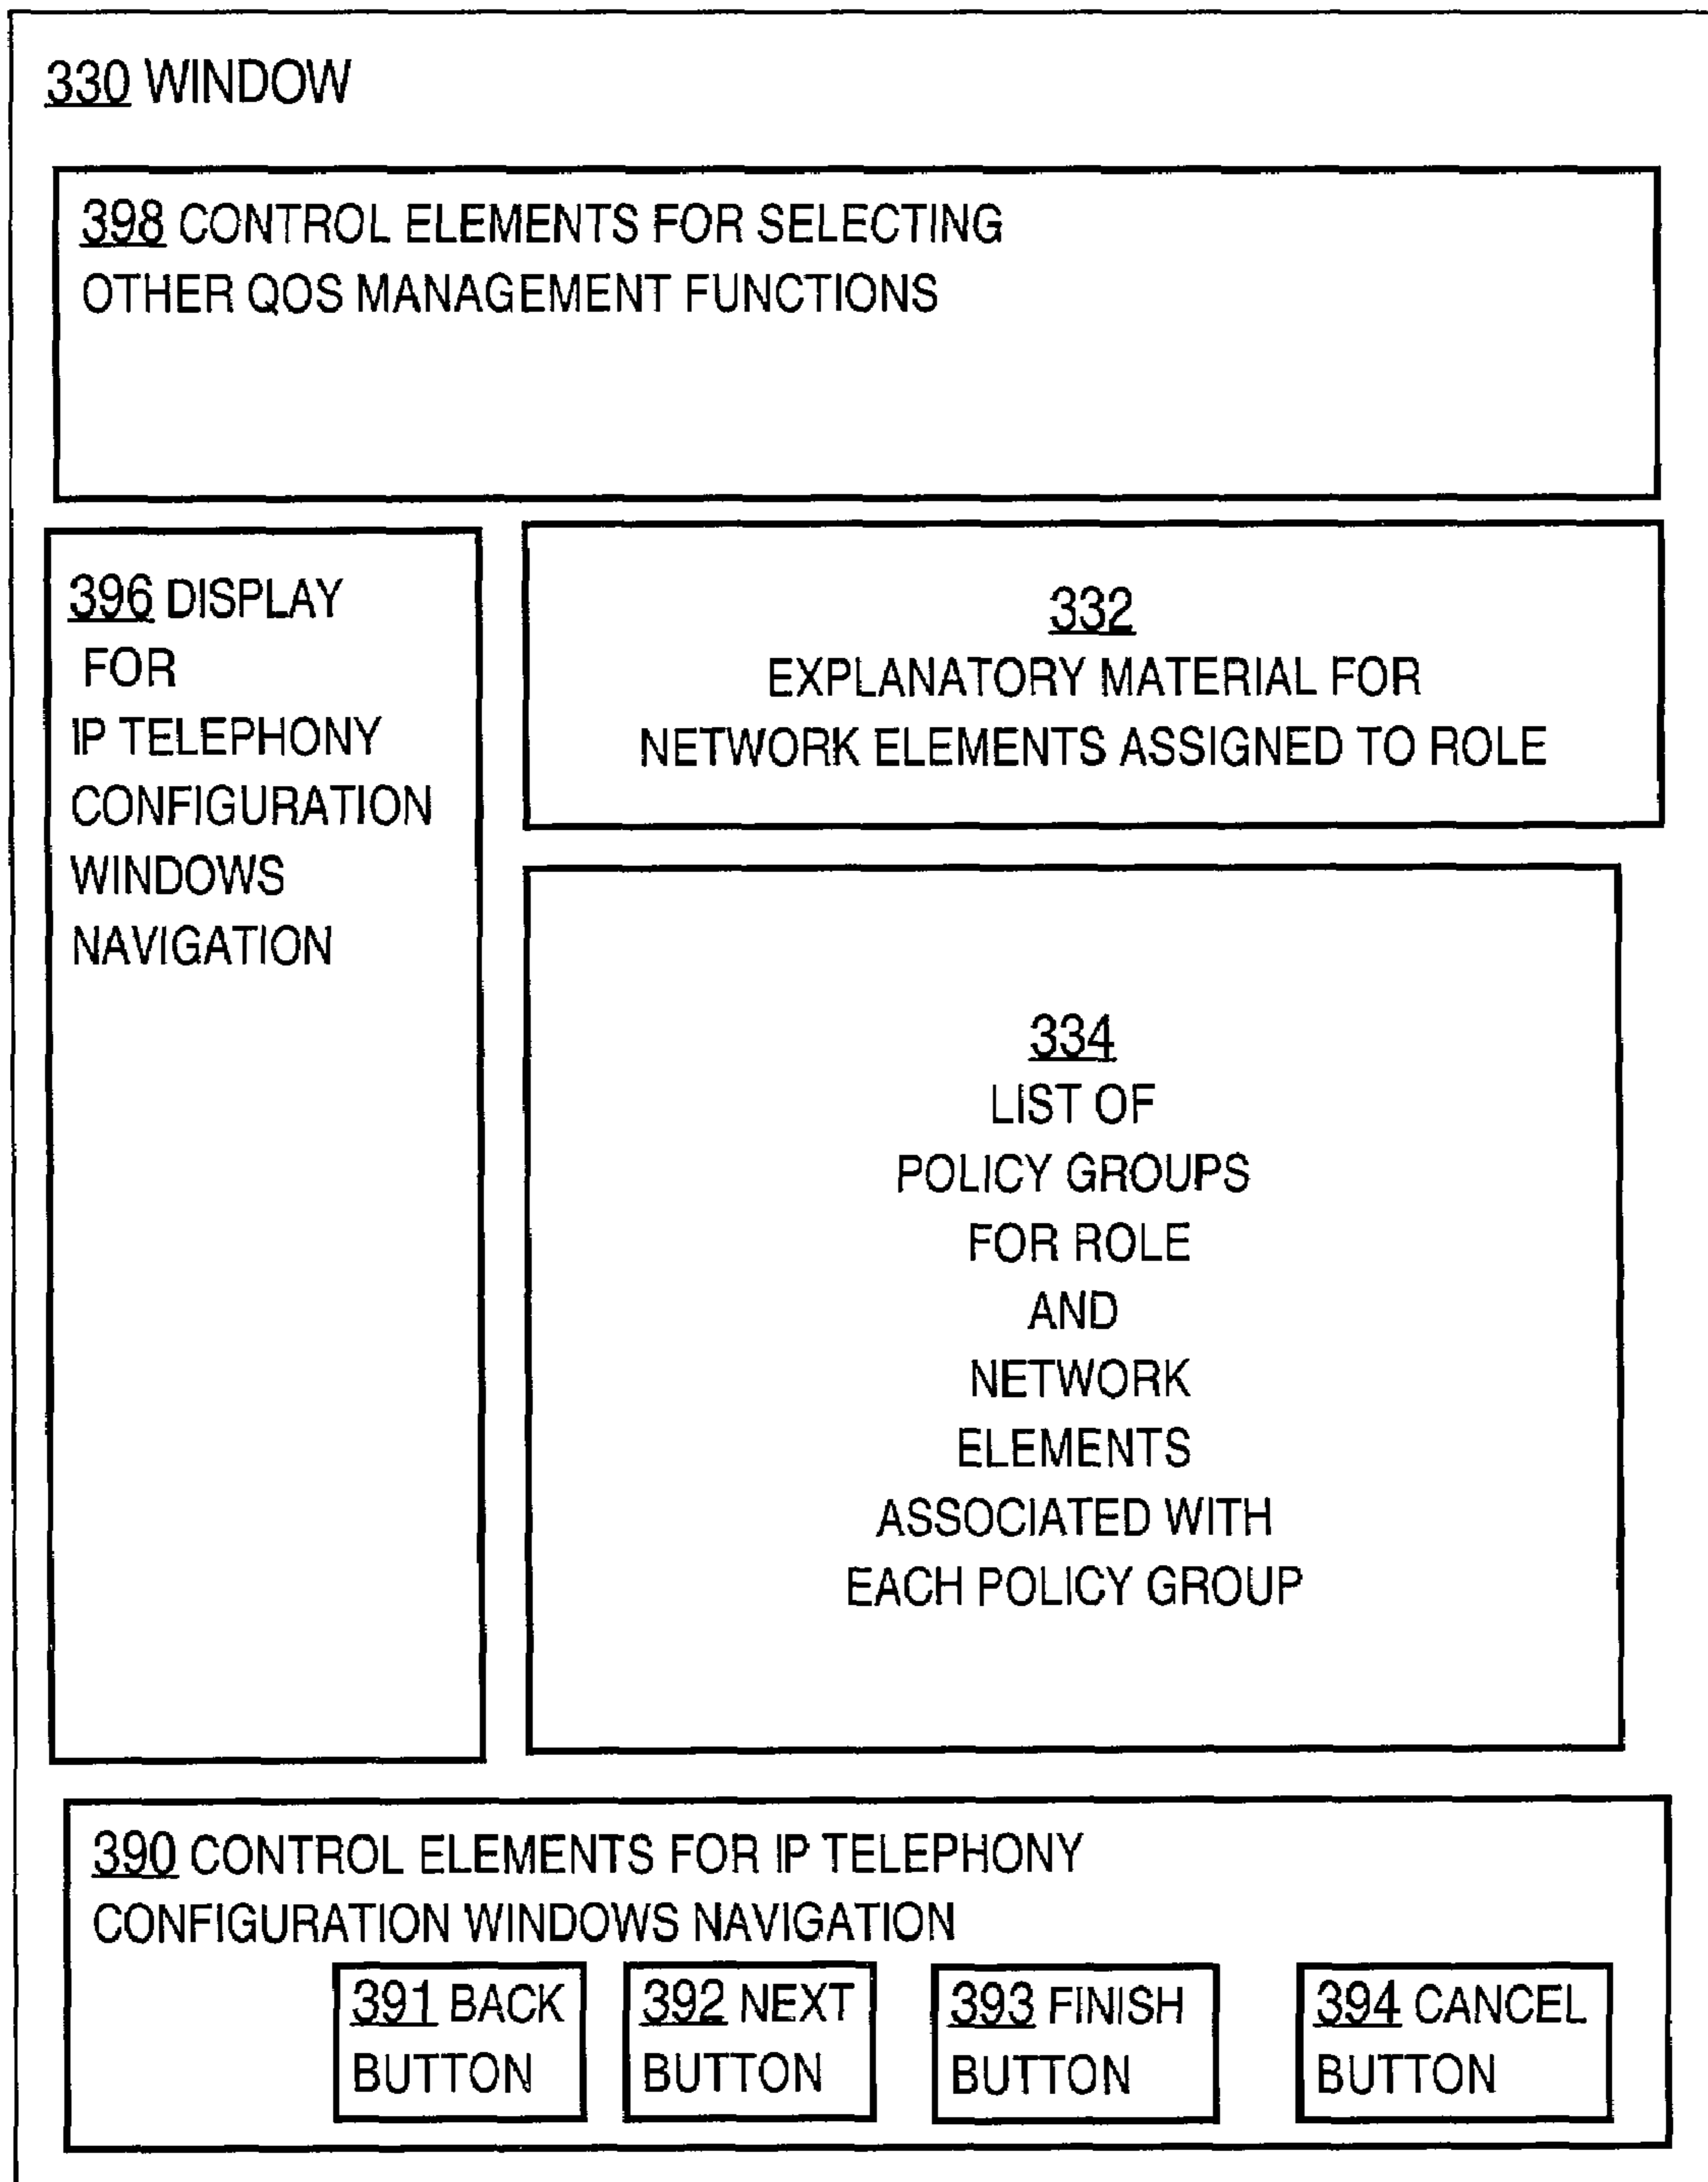 330 WINDOW
398 CONTROL ELEMENTS FOR SELECTING
OTHER QOS MANAGEMENT FUNCTIONS
396 DISPLAY
FOR
IP TELEPHONY
CONFIGURATION
WINDOWS
NAVIGATION
332
EXPLANATORY MATERIAL FOR
NETWORK ELEMENTS ASSIGNED TO ROLE
334
LIST OF
POLICY GROUPS
FOR ROLE
AND
NETWORK
ELEMENTS
ASSOCIATED WITH
EACH POLICY GROUP
390 CONTROL ELEMENTS FOR IP TELEPHONY
CONFIGURATION WINDOWS NAVIGATION
391 BACK
BUTTON
392 NEXT
BUTTON
393 FINISH
BUTTON
394 CANCEL
BUTTON